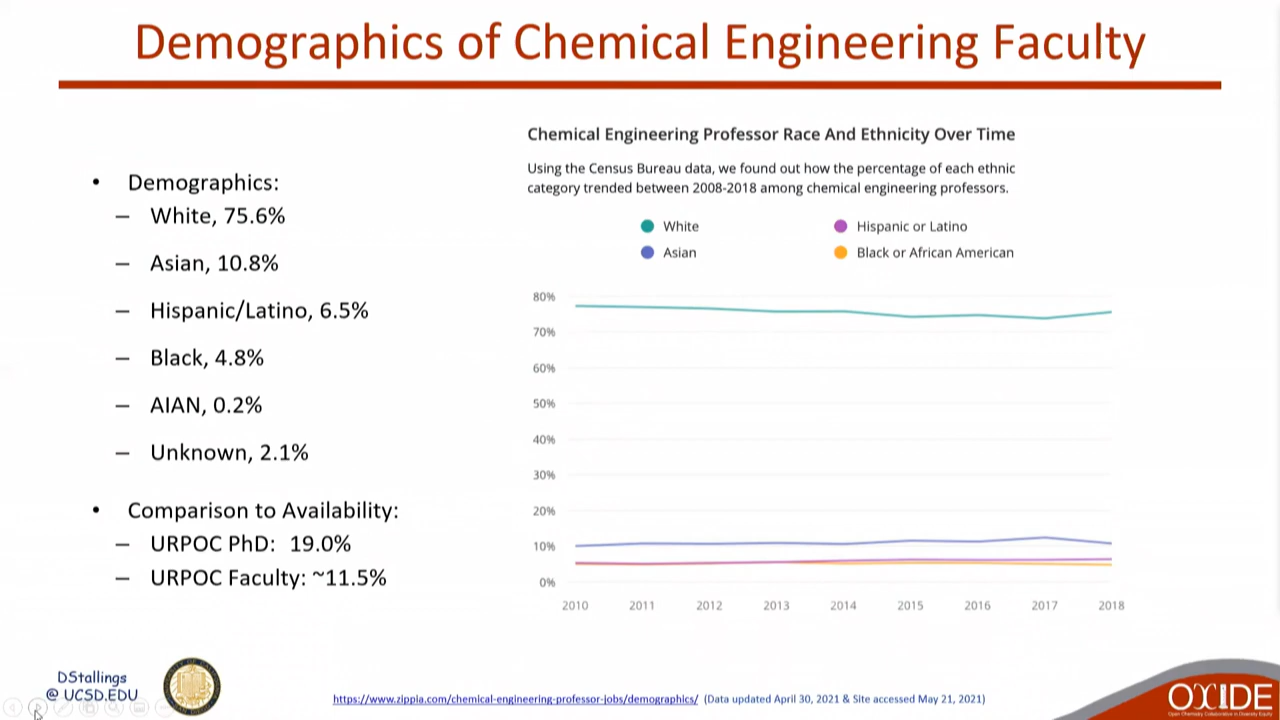 Demographics of Chemical Engineering Faculty
• Demographics:
– White, 75.6%
– Asian, 10.8%
– Hispanic/Latino, 6.5%
– Black, 4.8%
– AIAN, 0.2%
– Unknown, 2.1%
• Comparison to Availability:
– URPOC PhD: 19.0%
– URPOC Faculty: ~11.5%
Chemical Engineering Professor Race And Ethnicity Over Time
Using the Census Bureau data, we found out how the percentage of each ethnic
category trended between 2008-2018 among chemical engineering professors.
White
Hispanic or Latino
Asian
Black or African American
80%
70%
60%
50%
40%
30%
20%
10%
0%
2010 2011 2012 2013 2014 2015 2016 2017 2018
DStallings
@ UCSD.EDU
https://www.zippia.com/chemical-engineering-professor-jobs/demographics/ (Data updated April 30, 2021 & Site accessed May 21, 2021)
OXIDE
Open Chemistry Collaborative in Diversity Equity